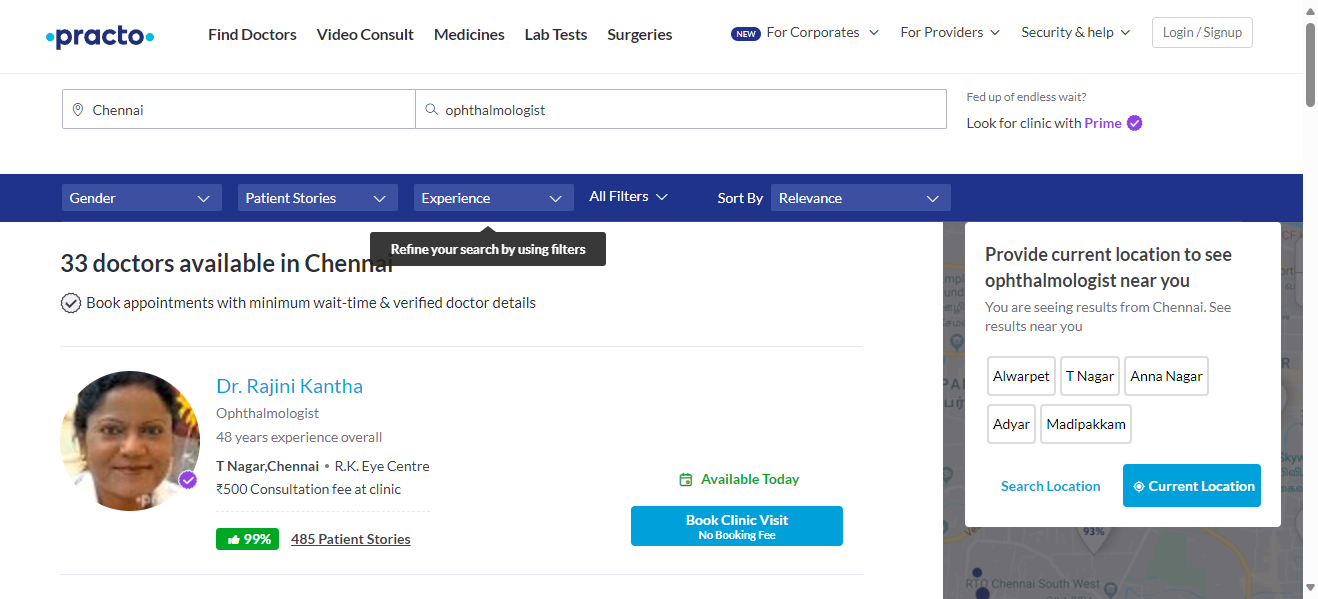 practo
Find Doctors Video Consult Medicines Lab Tests Surgeries
NEW For Corporates For Providers Security & help Login / Signup
Chennai
ophthalmologist
Fed up of endless wait?
Look for clinic with Prime
Gender Patient Stories Experience All Filters Sort By Relevance
Refine your search by using filters
33 doctors available in Chennai
Book appointments with minimum wait-time & verified doctor details
Dr. Rajini Kantha
Ophthalmologist
48 years experience overall
T Nagar,Chennai • R.K. Eye Centre
₹500 Consultation fee at clinic
99% 485 Patient Stories
Available Today
Book Clinic Visit
No Booking Fee
Provide current location to see
ophthalmologist near you
You are seeing results from Chennai. See
results near you
Alwarpet T Nagar Anna Nagar
Adyar Madipakkam
Search Location Current Location
93%
RTO Chennai South West